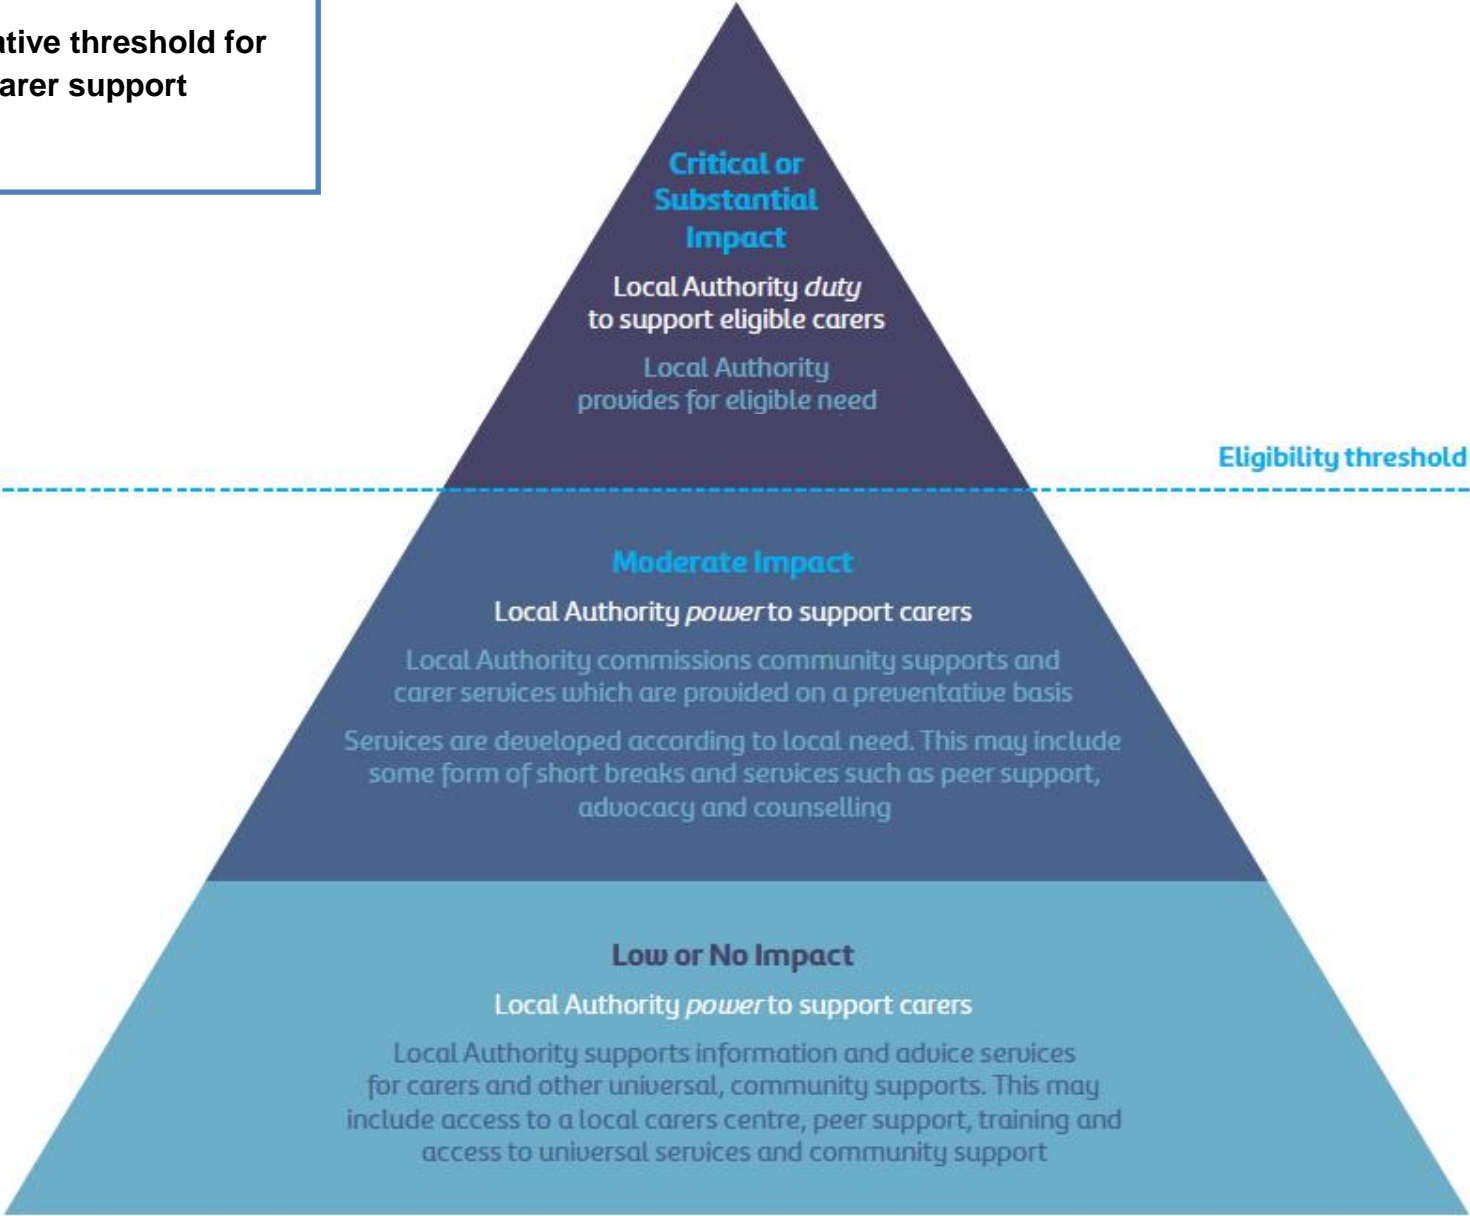 ative threshold for
arer support
Critical or
Substantial
Impact
Local Authority duty
to support eligible carers
Local Authority
provides for eligible need
Eligibility threshold
Moderate Impact
Local Authority power to support carers
Local Authority commissions community supports and
carer services which are provided on a preventative basis
Services are developed according to local need. This may include
some form of short breaks and services such as peer support,
advocacy and counselling
Low or No Impact
Local Authority power to support carers
Local Authority supports information and advice services
for carers and other universal, community supports. This may
include access to a local carers centre, peer support, training and
access to universal services and community support